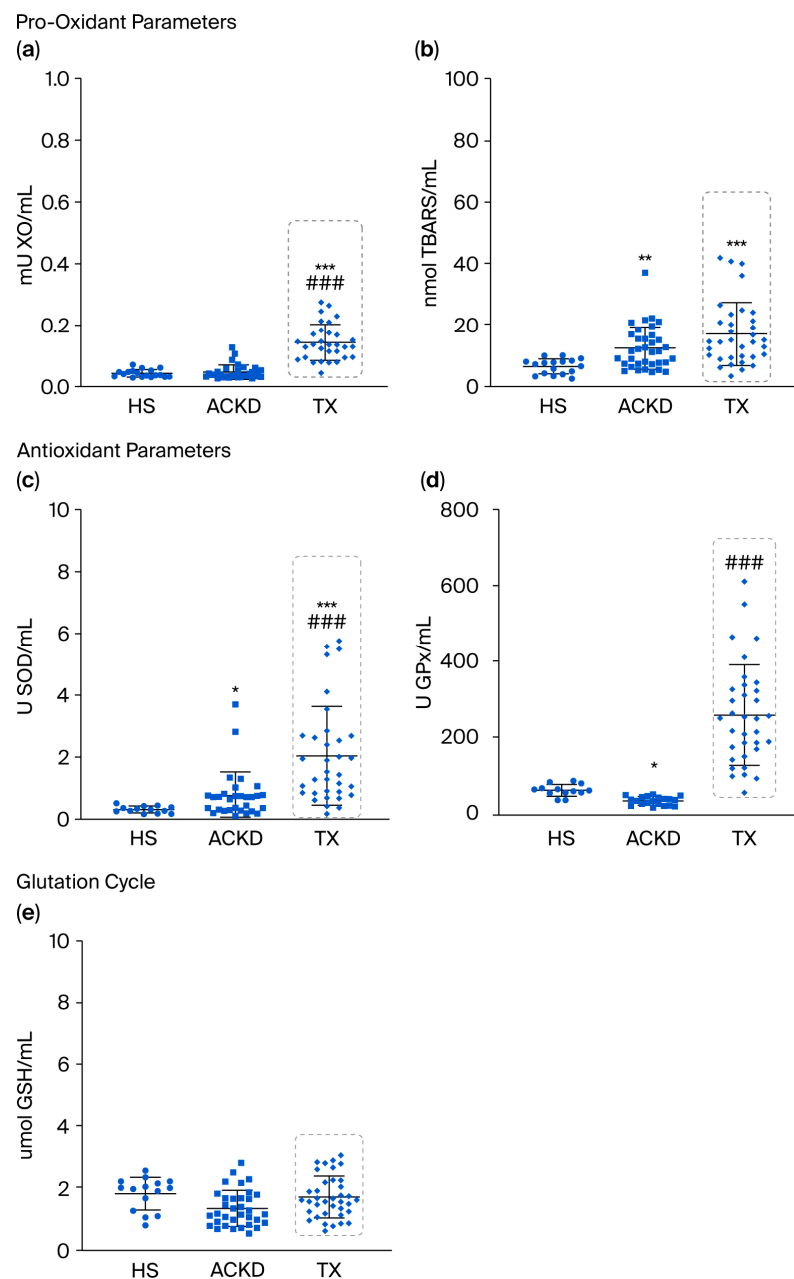 Pro-Oxidant Parameters
(a)
1.0
0.8
0.6
0.4
0.2
0.0
mU XO/mL
***
###
HS ACKD TX
(b)
100
80
60
40
20
0
nmol TBARS/mL
**
***
HS ACKD TX
Antioxidant Parameters
(c)
10
8
6
4
2
0
U SOD/mL
*
***
###
HS ACKD TX
(d)
800
600
400
200
0
U GPx/mL
*
###
HS ACKD TX
Glutation Cycle
(e)
10
8
6
4
2
0
umol GSH/mL
HS ACKD TX